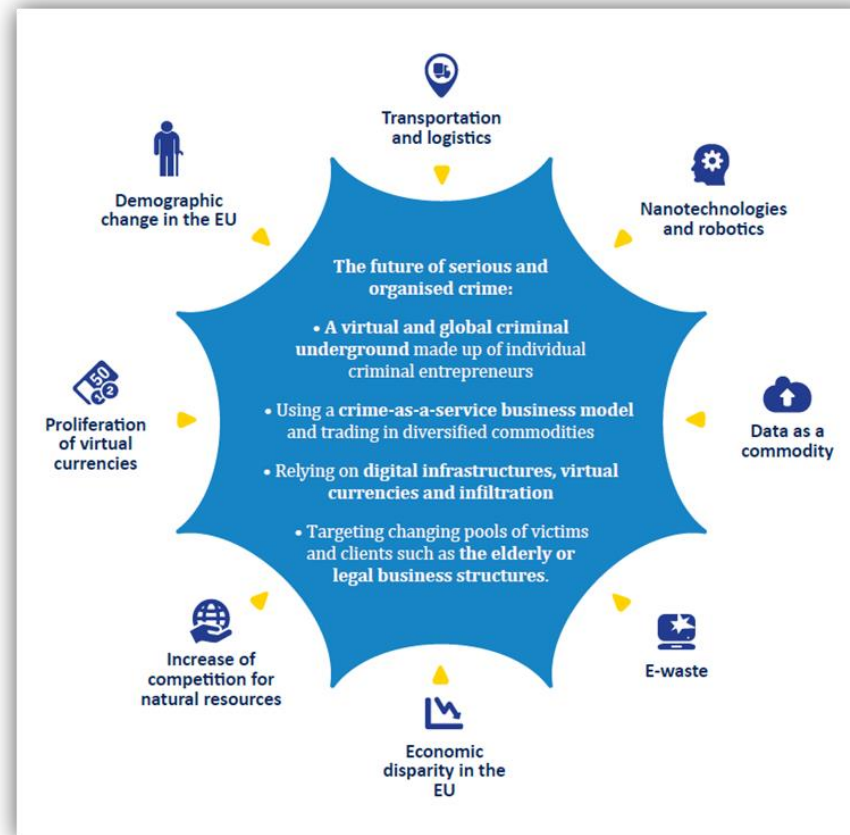 Transportation
and logistics
Demographic
change in the EU
Nanotechnologies
and robotics
The future of serious and
organised crime:
• A virtual and global criminal
underground made up of individual
criminal entrepreneurs
• Using a crime-as-a-service business model
and trading in diversified commodities
• Relying on digital infrastructures, virtual
currencies and infiltration
• Targeting changing pools of victims
and clients such as the elderly or
legal business structures.
50
1 2
Proliferation
of virtual
currencies
Data as a
commodity
Increase of
competition for
natural resources
E-waste
Economic
disparity in the
EU